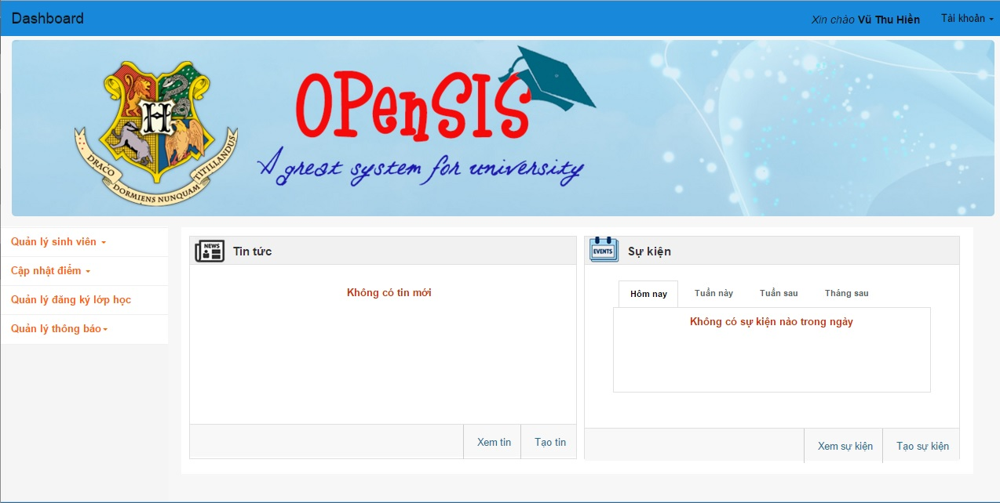 Dashboard
Xin chào Vũ Thu Hiền
Tài khoản
OPenSIS
A great system for university
H
DRACO DORMIENS NUNQUAM TITILLANDUS
Quản lý sinh viên
Cập nhật điểm
Quản lý đăng ký lớp học
Quản lý thông báo
NEWS
Tin tức
Không có tin mới
Xem tin
Tạo tin
EVENTS
Sự kiện
Hôm nay
Tuần này
Tuần sau
Tháng sau
Không có sự kiện nào trong ngày
Xem sự kiện
Tạo sự kiện